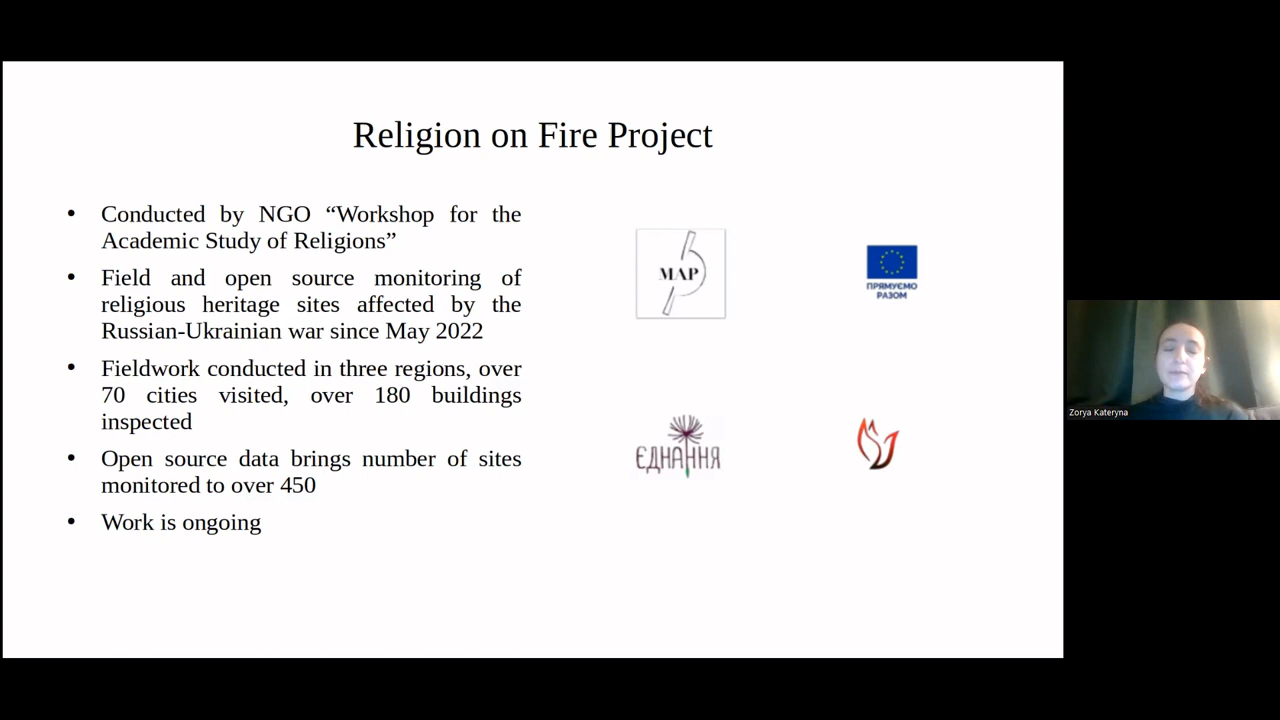 Religion on Fire Project
• Conducted by NGO “Workshop for the
Academic Study of Religions”
• Field and open source monitoring of
religious heritage sites affected by the
Russian-Ukrainian war since May 2022
• Fieldwork conducted in three regions, over
70 cities visited, over 180 buildings
inspected
• Open source data brings number of sites
monitored to over 450
• Work is ongoing
МАР
ПРЯМУЄМО
РАЗОМ
ЄДНАННЯ
Zorya Kateryna